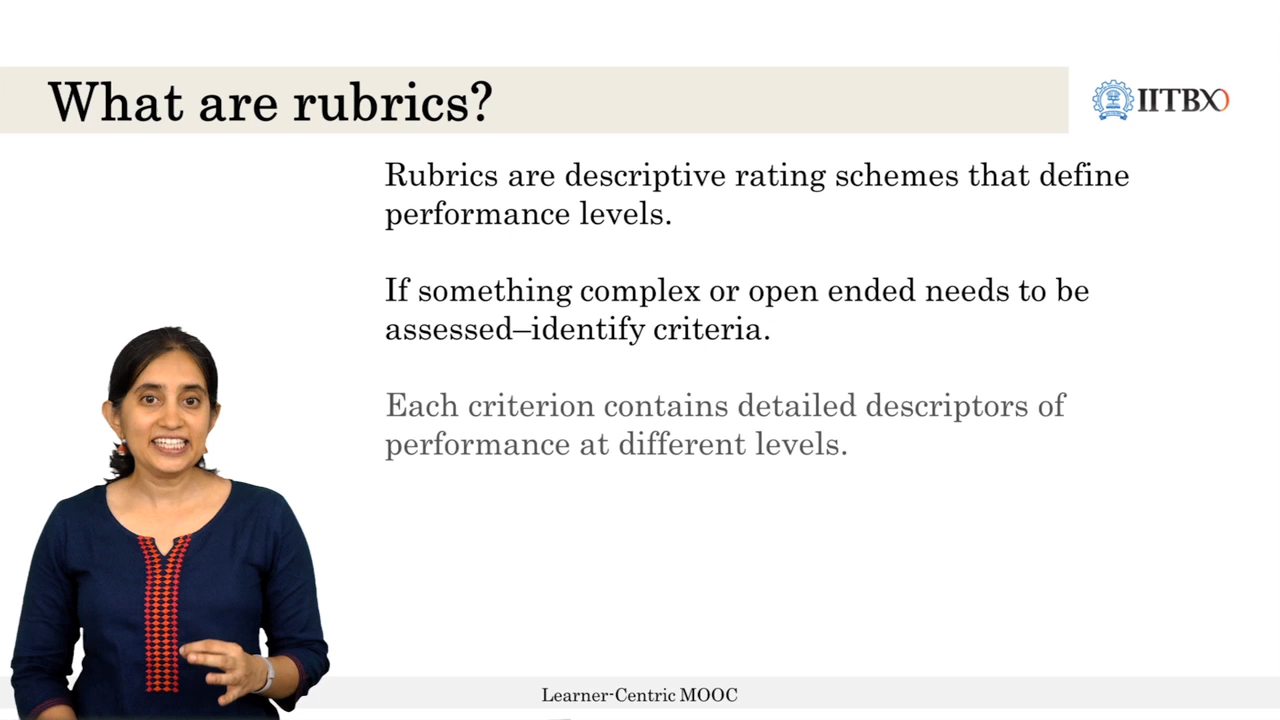 What are rubrics?
IITBX
Rubrics are descriptive rating schemes that define
performance levels.
If something complex or open ended needs to be
assessed–identify criteria.
Each criterion contains detailed descriptors of
performance at different levels.
Learner-Centric MOOC